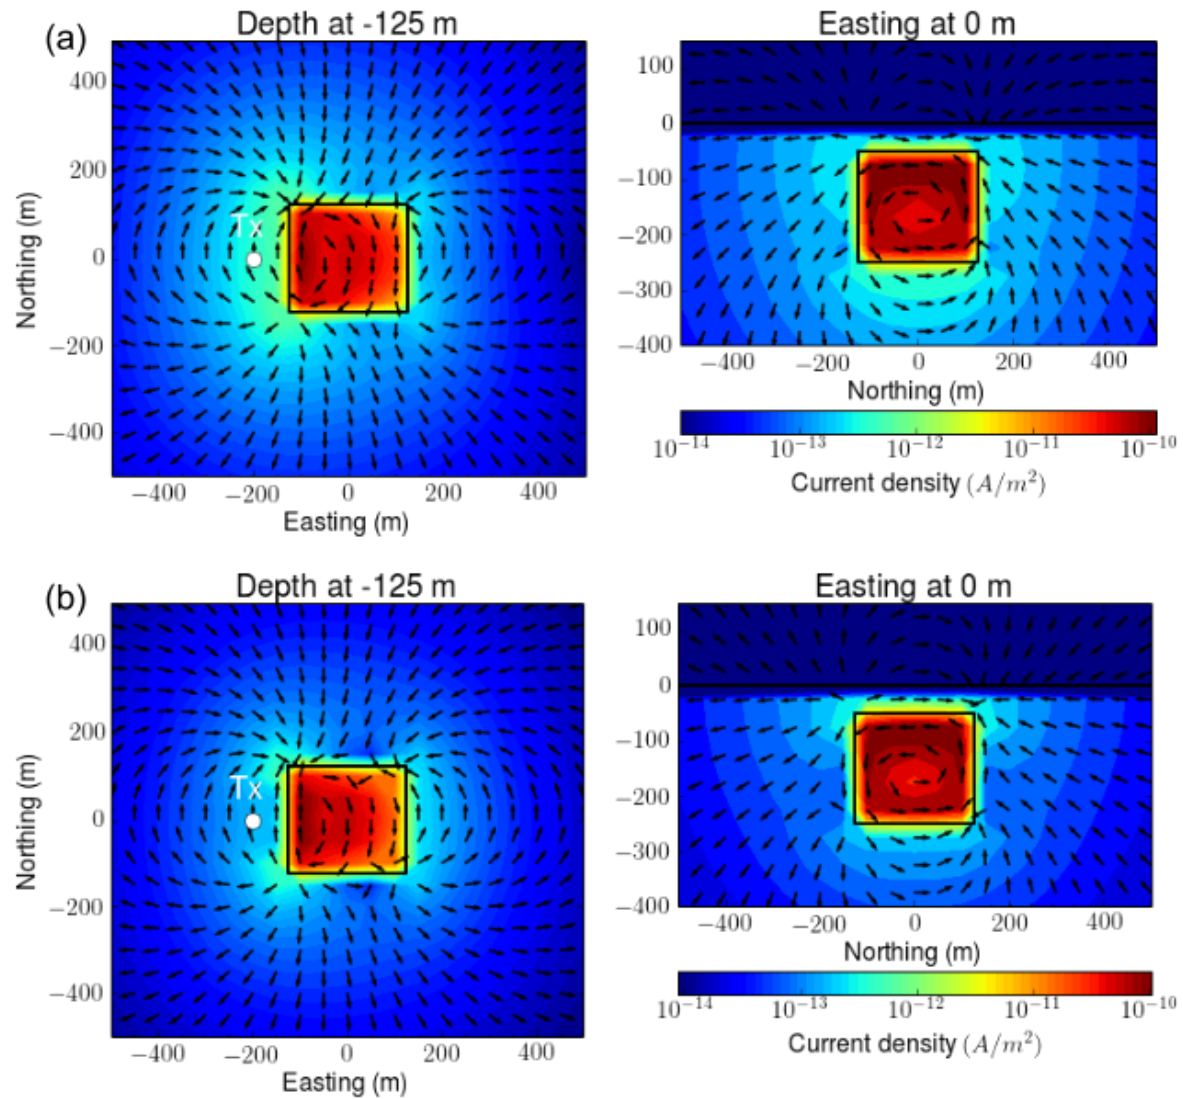 (a)
Depth at -125 m
Easting at 0 m
Northing (m)
400
200
0
−200
−400
Tx
−400 −200 0 200 400
Easting (m)
100
0
−100
−200
−300
−400
−400 −200 0 200 400
Northing (m)
10^{-14} 10^{-13} 10^{-12} 10^{-11} 10^{-10}
Current density (A/m^2)
(b)
Depth at -125 m
Easting at 0 m
Northing (m)
400
200
0
−200
−400
Tx
−400 −200 0 200 400
Easting (m)
100
0
−100
−200
−300
−400
−400 −200 0 200 400
Northing (m)
10^{-14} 10^{-13} 10^{-12} 10^{-11} 10^{-10}
Current density (A/m^2)